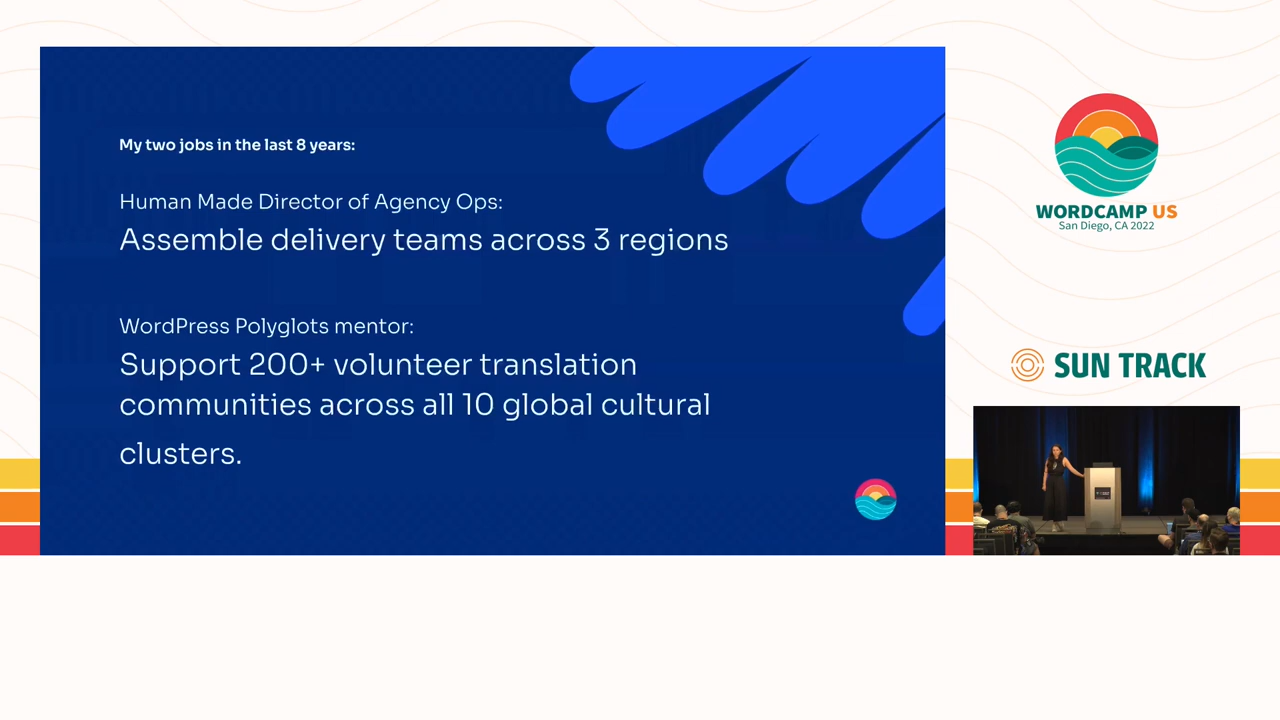 My two jobs in the last 8 years:
Human Made Director of Agency Ops:
Assemble delivery teams across 3 regions
WordPress Polyglots mentor:
Support 200+ volunteer translation
communities across all 10 global cultural
clusters.
WORDCAMP US
San Diego, CA 2022
SUN TRACK